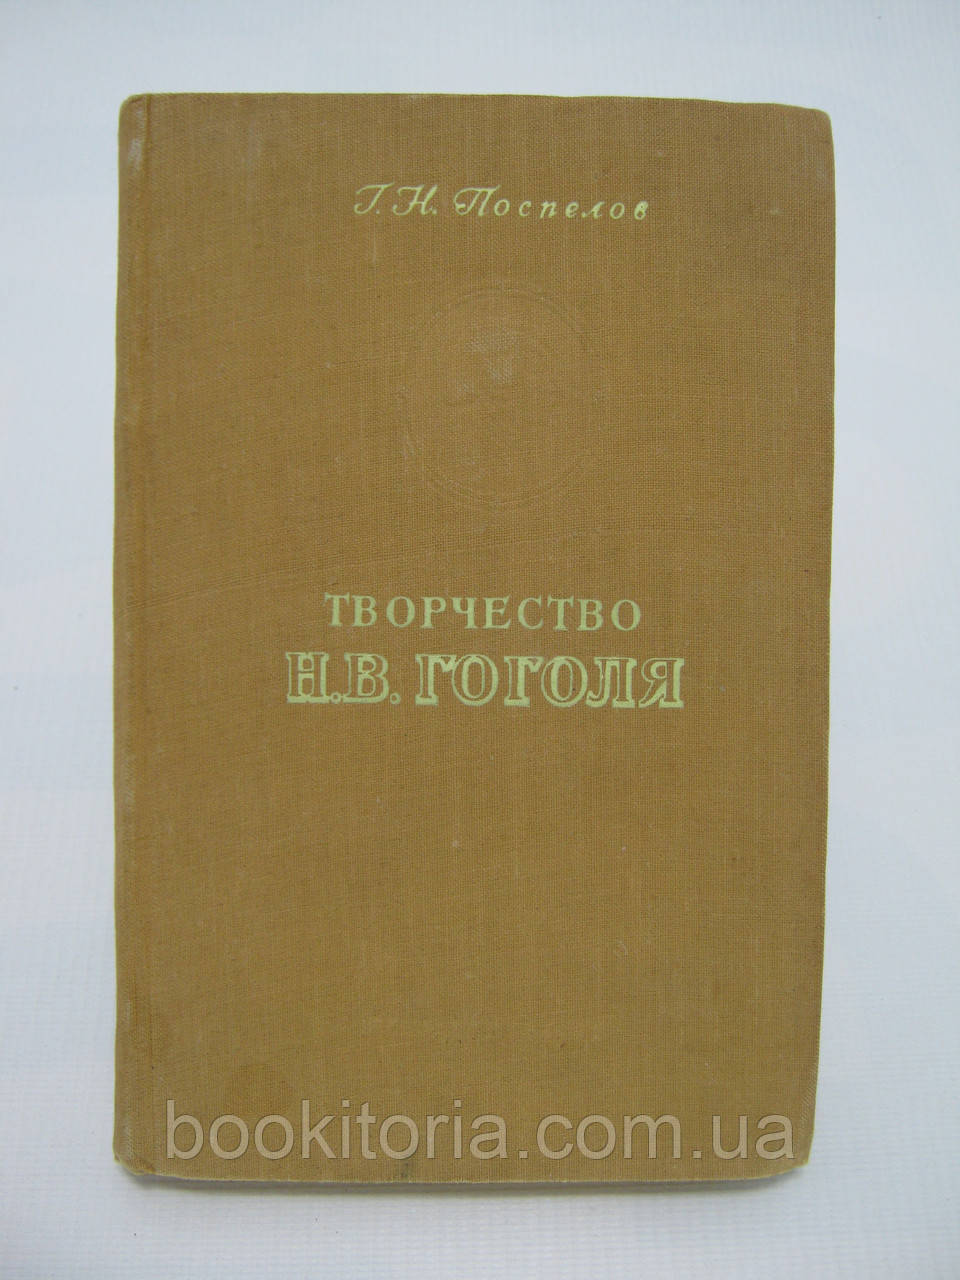 Г. Н. Поспелов
ТВОРЧЕСТВО
Н.В. ГОГОЛЯ
bookitoria.com.ua